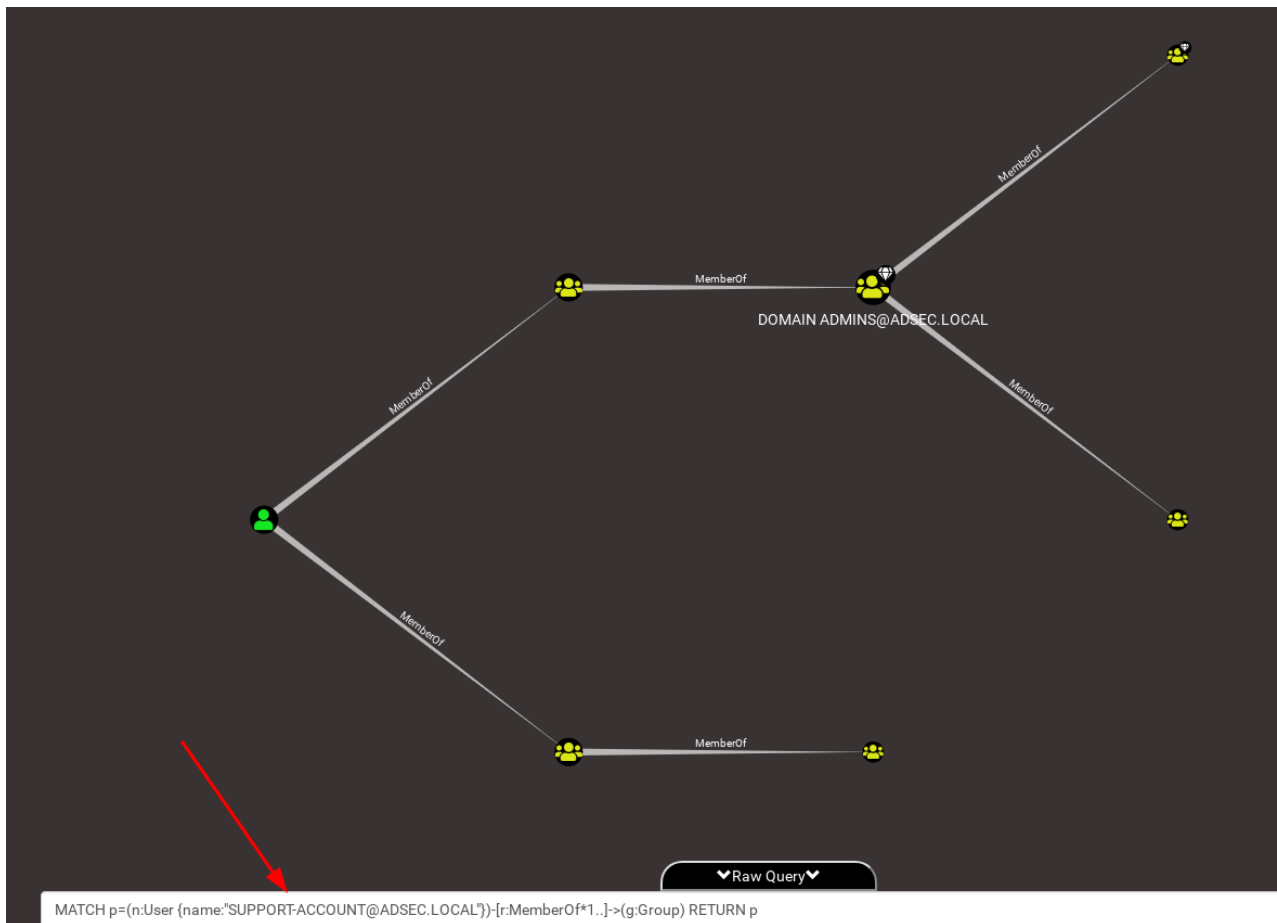 MemberOf
MemberOf
DOMAIN ADMINS@ADSEC.LOCAL
MemberOf
MemberOf
MemberOf
MemberOf
Raw Query
MATCH p=(n:User {name:"SUPPORT-ACCOUNT@ADSEC.LOCAL"})-[r:MemberOf*1..]->(g:Group) RETURN p